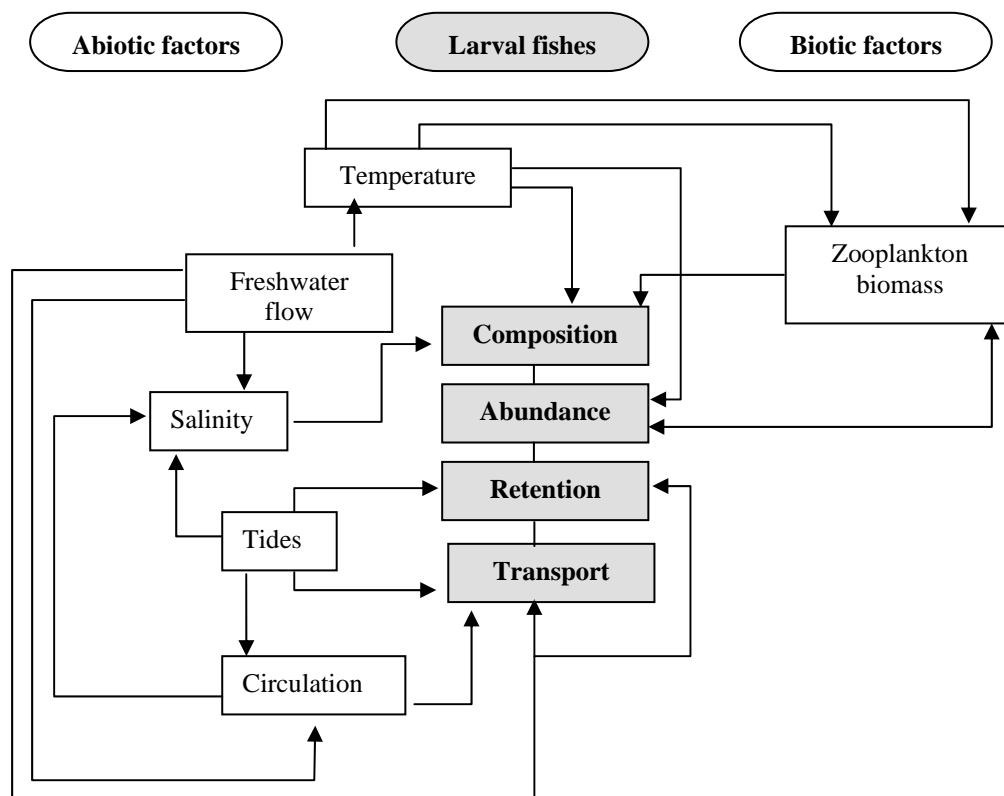 Abiotic factors
Larval fishes
Biotic factors
Temperature
Zooplankton
biomass
Freshwater
flow
Composition
Salinity
Abundance
Retention
Tides
Transport
Circulation